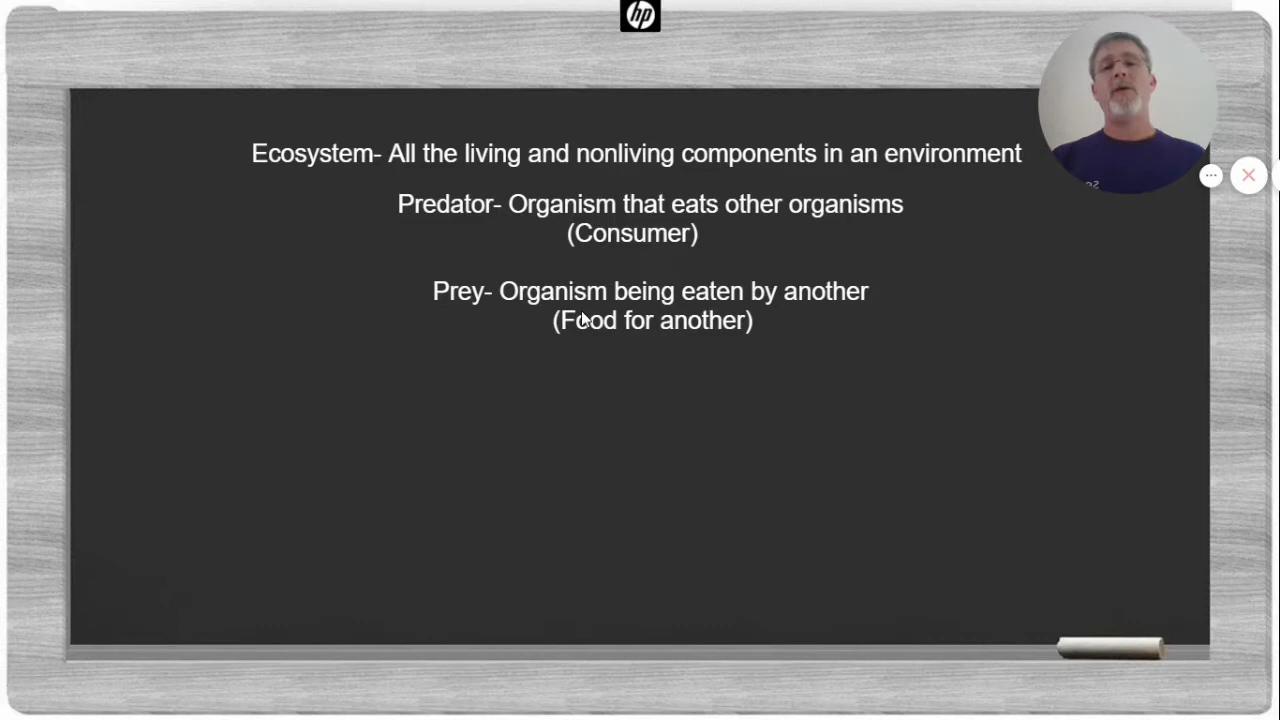 hp
Ecosystem- All the living and nonliving components in an environment
Predator- Organism that eats other organisms
(Consumer)
Prey- Organism being eaten by another
(Food for another)